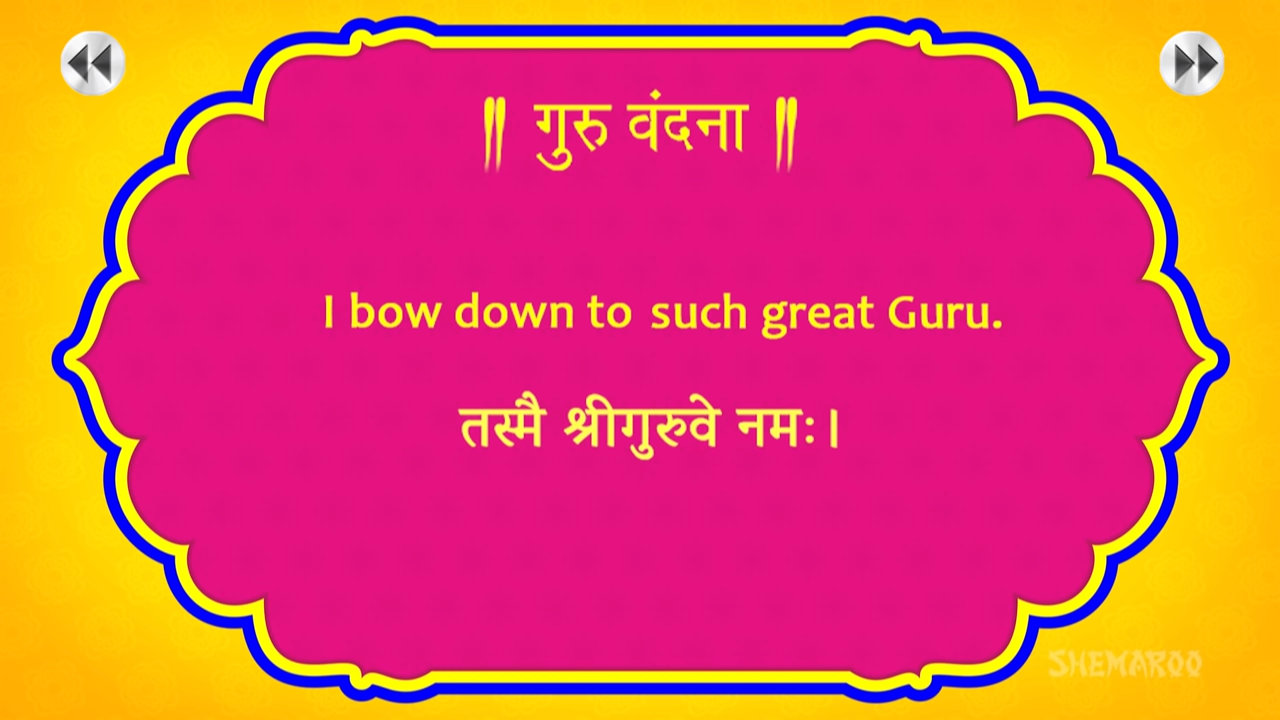 ॥ गुरु वंदना ॥
I bow down to such great Guru.
तस्मै श्रीगुरुवे नमः।
SHEMAROO